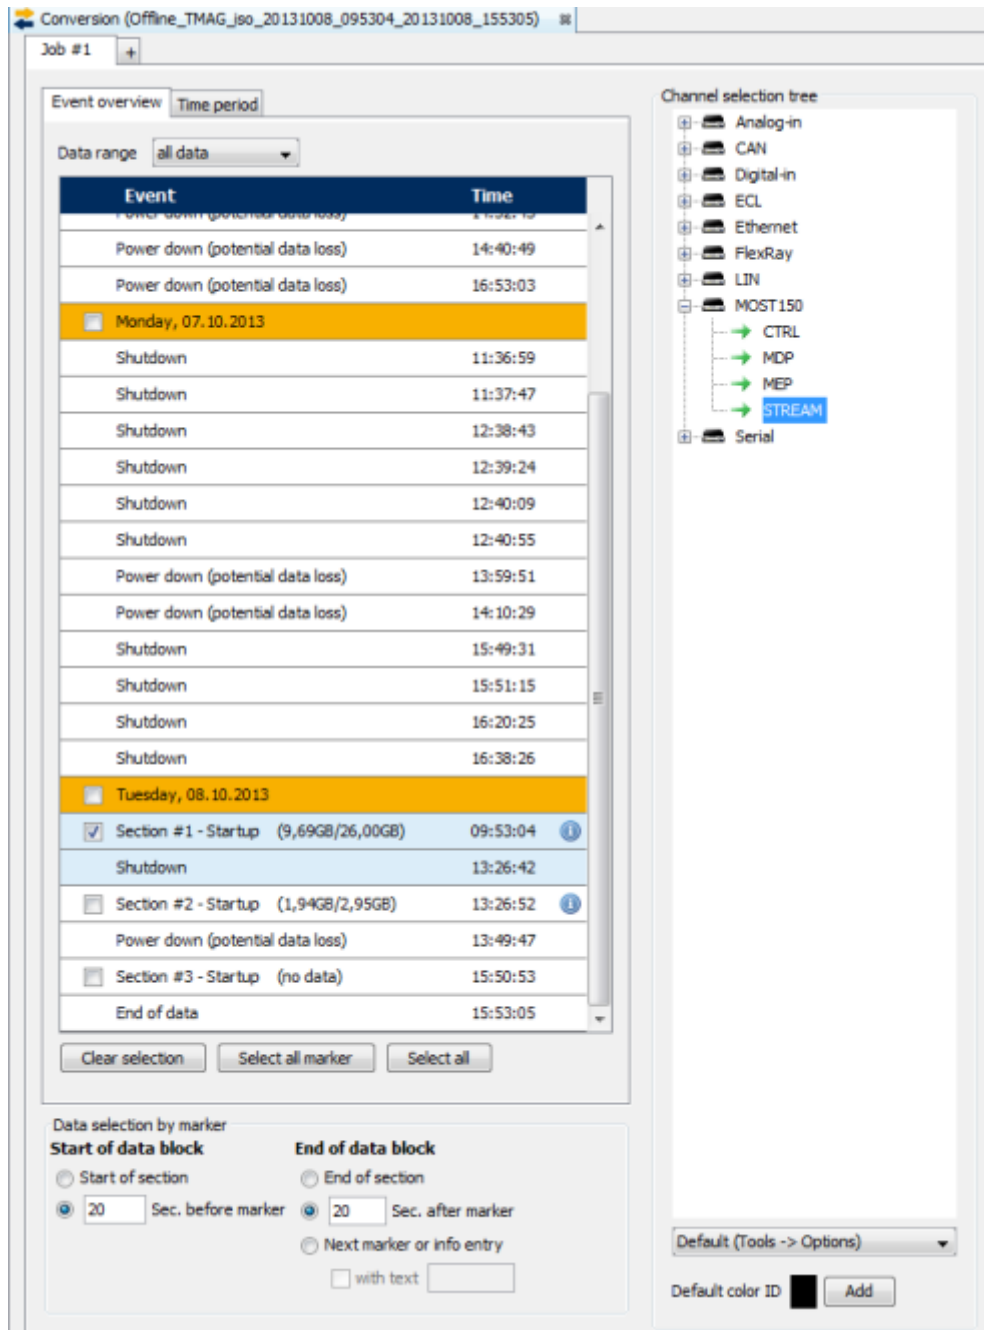 Conversion (Offline_TMAG_iso_20131008_095304_20131008_155305)
Job #1
+
Event overview
Time period
Data range all data
Event Time
Power down (potential data loss)
Power down (potential data loss) 14:40:49
Power down (potential data loss) 16:53:03
Monday, 07.10.2013
Shutdown 11:36:59
Shutdown 11:37:47
Shutdown 12:38:43
Shutdown 12:39:24
Shutdown 12:40:09
Shutdown 12:40:55
Power down (potential data loss) 13:59:51
Power down (potential data loss) 14:10:29
Shutdown 15:49:31
Shutdown 15:51:15
Shutdown 16:20:25
Shutdown 16:38:26
Tuesday, 08.10.2013
Section #1 - Startup (9,69GB/26,00GB) 09:53:04
Shutdown 13:26:42
Section #2 - Startup (1,94GB/2,95GB) 13:26:52
Power down (potential data loss) 13:49:47
Section #3 - Startup (no data) 15:50:53
End of data 15:53:05
Clear selection
Select all marker
Select all
Data selection by marker
Start of data block
Start of section
20 Sec. before marker
End of data block
End of section
20 Sec. after marker
Next marker or info entry
with text
Channel selection tree
Analog-in
CAN
Digital-in
ECL
Ethernet
FlexRay
LIN
MOST150
CTRL
MDP
MEP
STREAM
Serial
Default (Tools -> Options)
Default color ID
Add